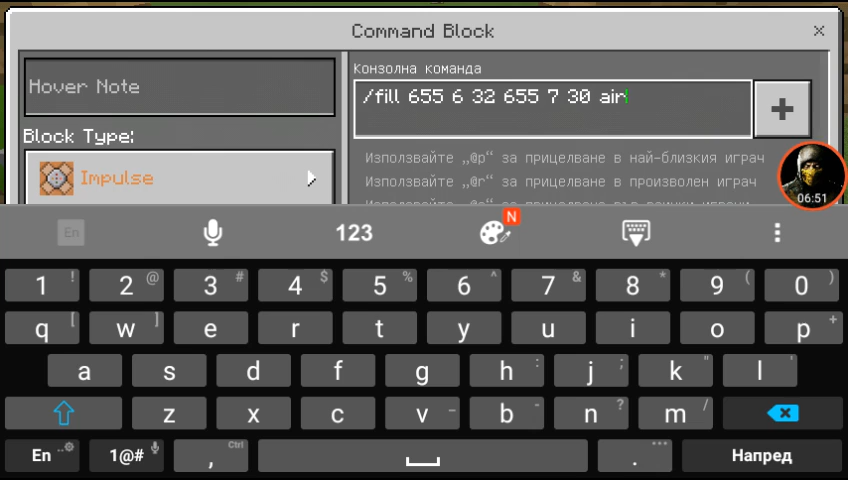 Command Block
Hover Note
Block Type:
Impulse
Конзолна команда
/fill 655 6 32 655 7 30 air
+
Използвайте „@p“ за прицелване в най-близкия играч
Използвайте „@r“ за прицелване в произволен играч
06:51
En 123 N
1 ! 2 @ 3 # 4 $ 5 % 6 ^ 7 & 8 * 9 ( 0 )
q [ w ] e r t y u i o p +
a s d f g h : j ; k " l '
z x c v _ b - n ? m /
En 1@# , Ctrl . Напред